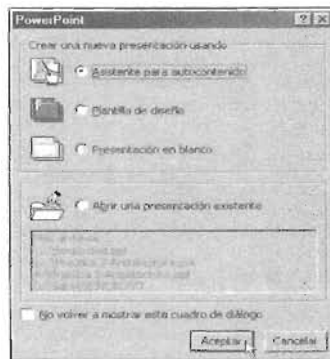 PowerPoint
Crear una nueva presentación usando
Asistente para autocontenido
Plantilla de diseño
Presentación en blanco
Abrir una presentación existente
No volver a mostrar este cuadro de diálogo
Aceptar
Cancelar